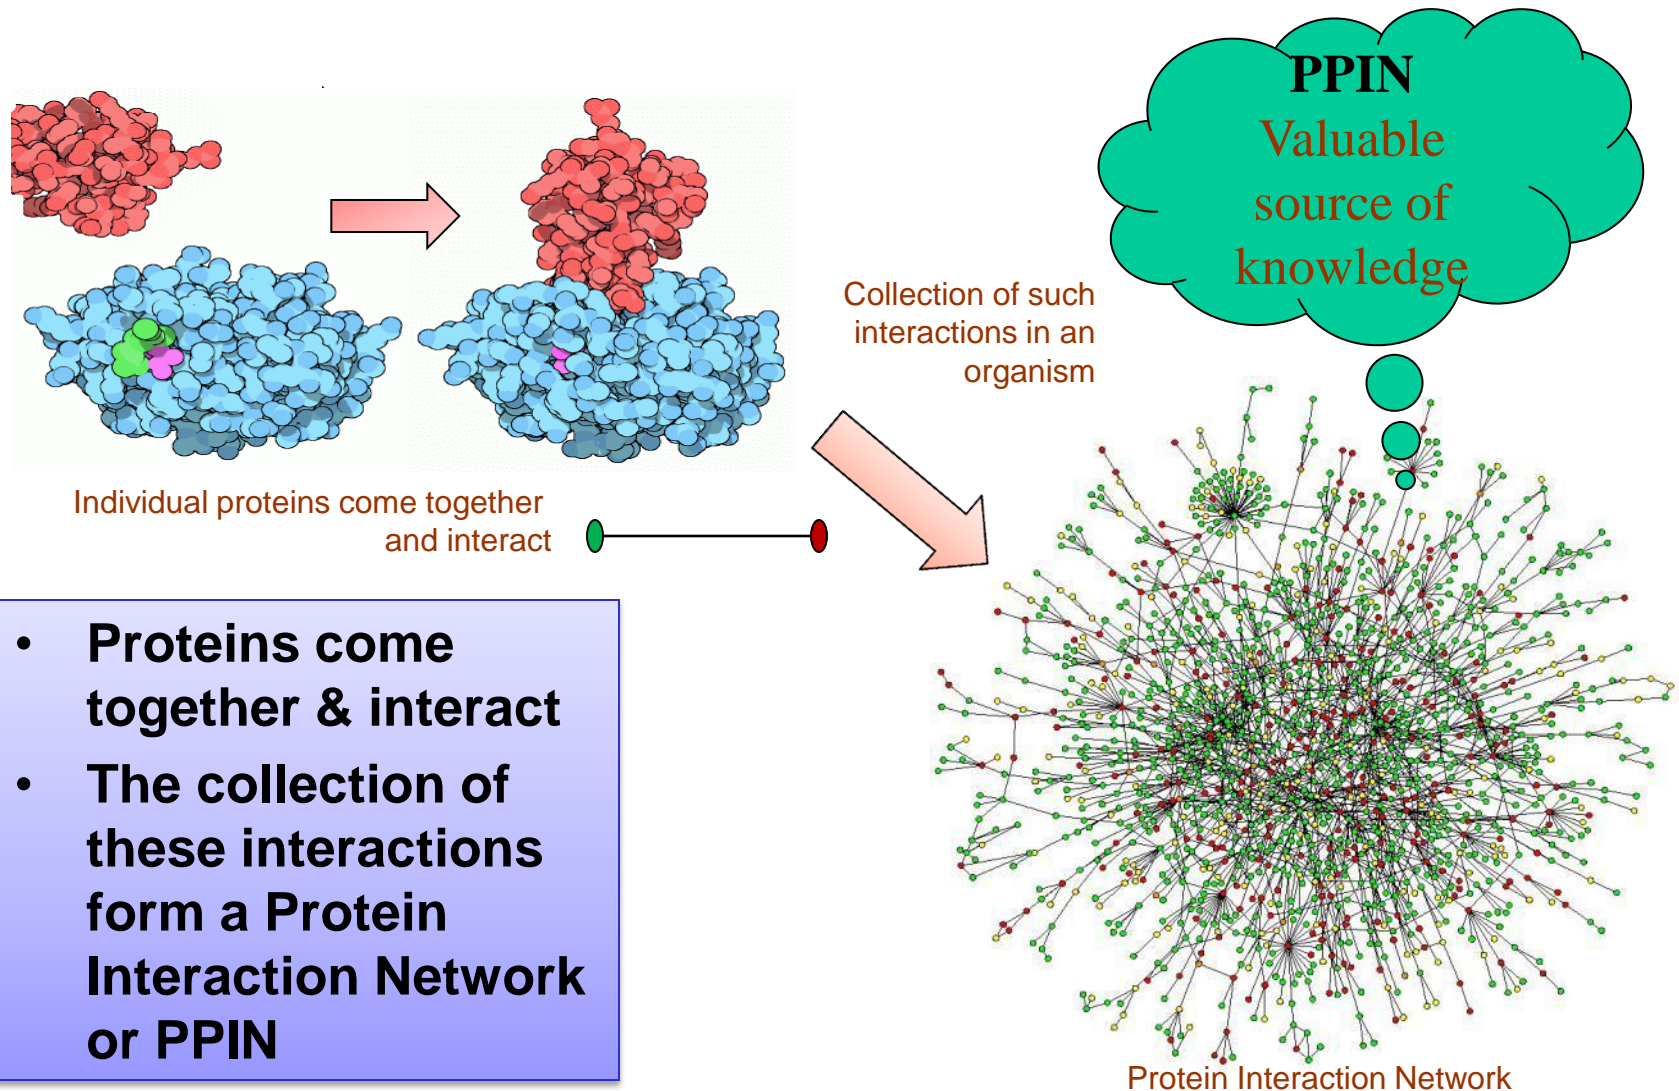 PPIN
Valuable
source of
knowledge
Collection of such
interactions in an
organism
Individual proteins come together
and interact
• Proteins come
together & interact
• The collection of
these interactions
form a Protein
Interaction Network
or PPIN
Protein Interaction Network